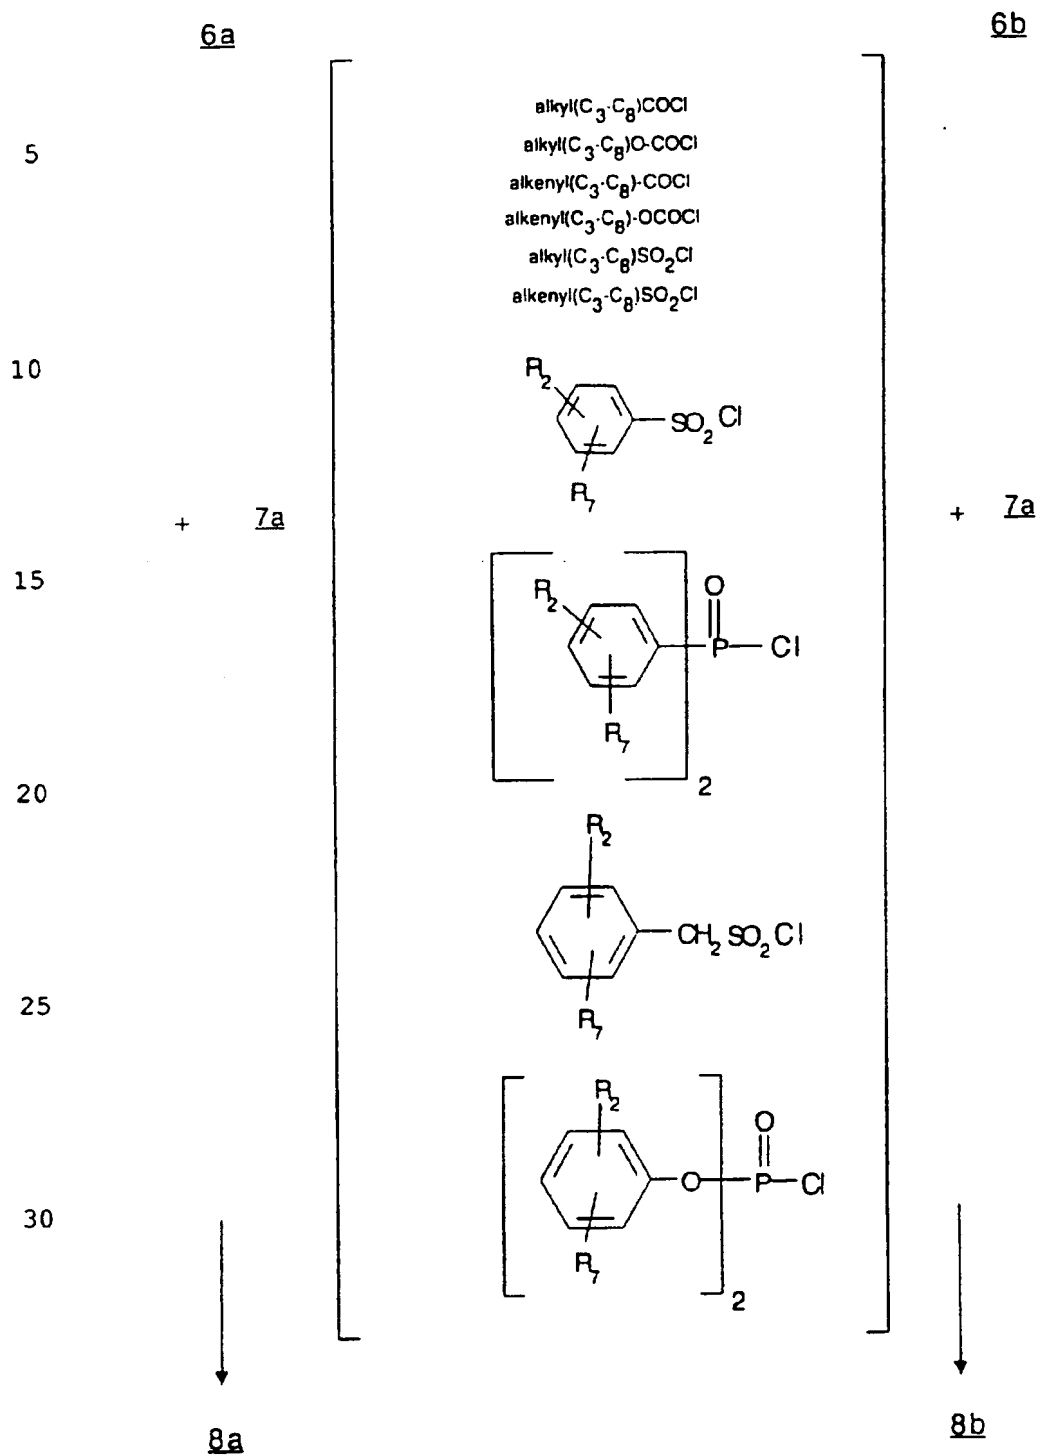 6a 6b
alkyl(C3-C8)COCl
5 alkyl(C3-C8)O-COCl
alkenyl(C3-C8)-COCl
alkenyl(C3-C8)-OCOCl
alkyl(C3-C8)SO2Cl
alkenyl(C3-C8)SO2Cl
10 R2
SO2Cl
R7
+ 7a + 7a
15 R2 O
P Cl
R7
20 2
R2
CH2SO2Cl
25 R7
R2 O
O P Cl
30 R7
2
8a 8b